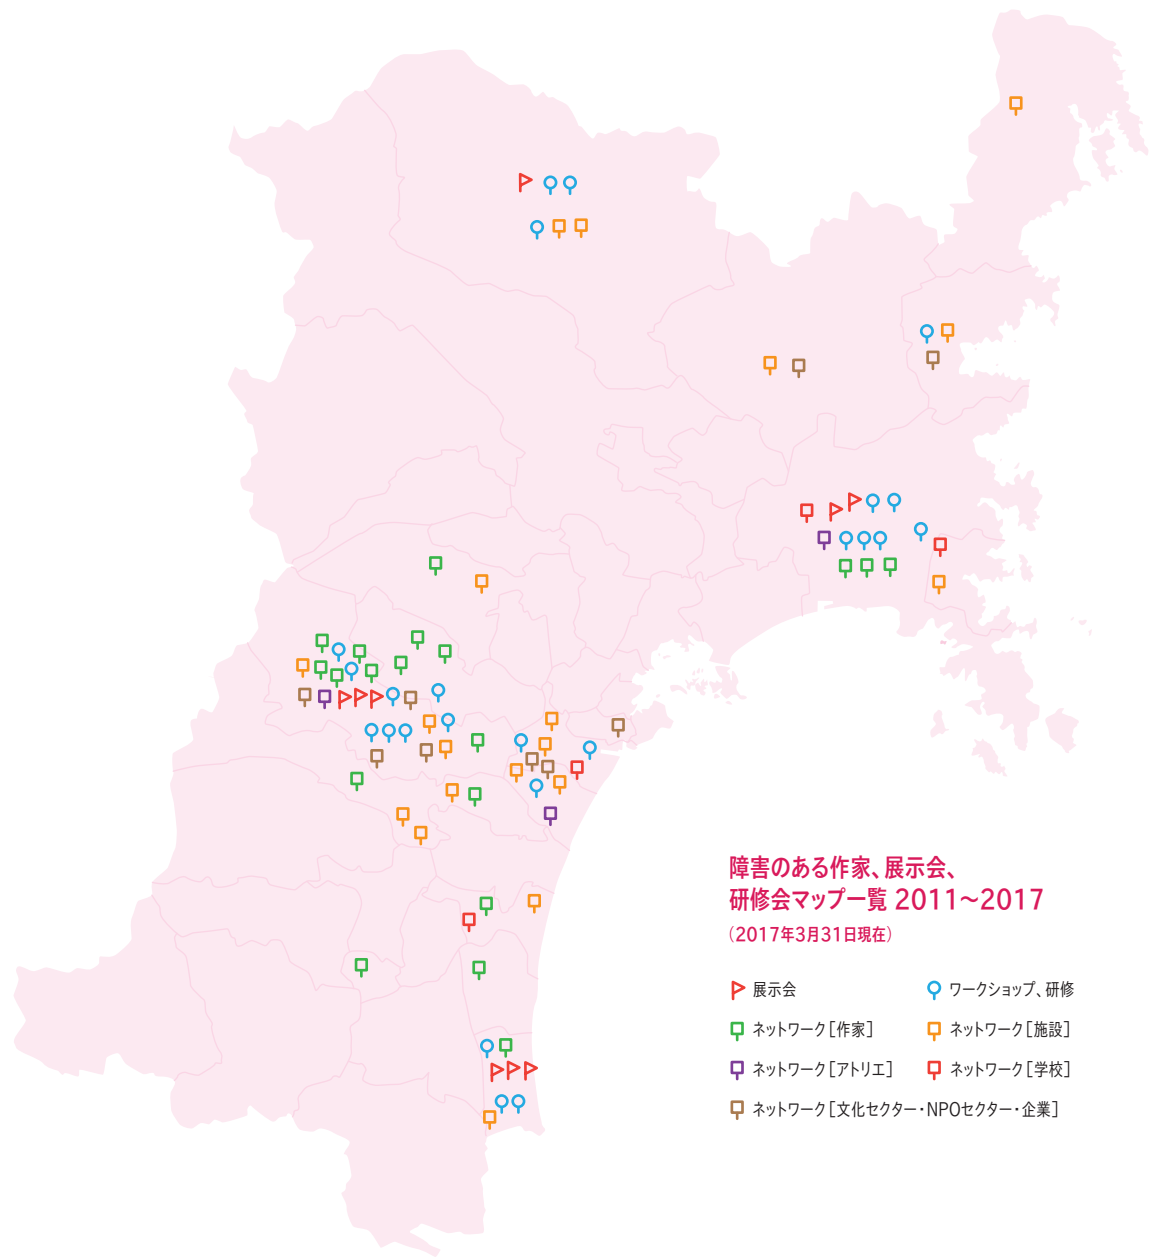 障害のある作家、展示会、
研修会マップ一覧 2011～2017
（2017年3月31日現在）
展示会
ワークショップ、研修
ネットワーク［作家］
ネットワーク［施設］
ネットワーク［アトリエ］
ネットワーク［学校］
ネットワーク［文化セクター・NPOセクター・企業］